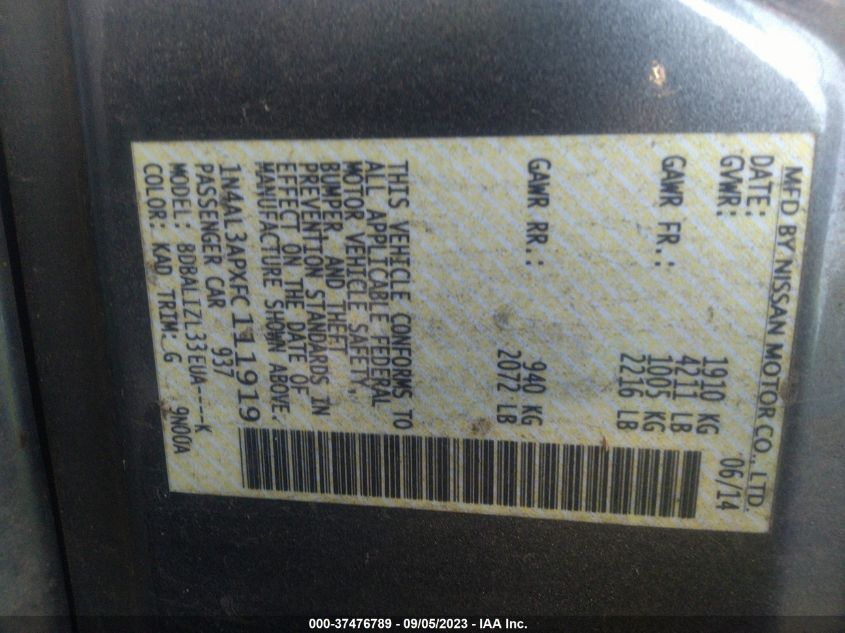 MFD BY NISSAN MOTOR CO., LTD.
DATE: '06/14
GVWR: 1910 KG
4211 LB
GAWR FR.: 1005 KG
2216 LB
GAWR RR.: 940 KG
2072 LB
THIS VEHICLE CONFORMS TO
ALL APPLICABLE FEDERAL
MOTOR VEHICLE SAFETY,
BUMPER, AND THEFT
PREVENTION STANDARDS IN
EFFECT ON THE DATE OF
MANUFACTURE SHOWN ABOVE:
1N4AL3APXFC111919
PASSENGER CAR 937
MODEL: BDBALIZL33EUA----K
COLOR: KAD TRIM: G 9N00A
000-37476789 - 09/05/2023 - IAA Inc.